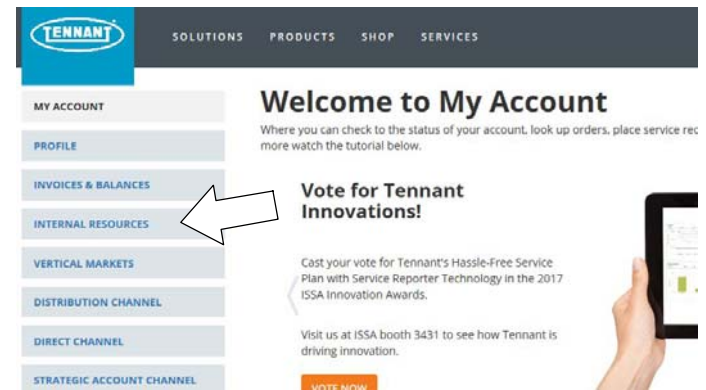 TENNANT
SOLUTIONS PRODUCTS SHOP SERVICES
MY ACCOUNT
PROFILE
INVOICES & BALANCES
INTERNAL RESOURCES
VERTICAL MARKETS
DISTRIBUTION CHANNEL
DIRECT CHANNEL
STRATEGIC ACCOUNT CHANNEL
Welcome to My Account
Where you can check to the status of your account, look up orders, place service rec
more watch the tutorial below.
Vote for Tennant
Innovations!
Cast your vote for Tennant's Hassle-Free Service
Plan with Service Reporter Technology in the 2017
ISSA Innovation Awards.
Visit us at ISSA booth 3431 to see how Tennant is
driving innovation.
VOTE NOW